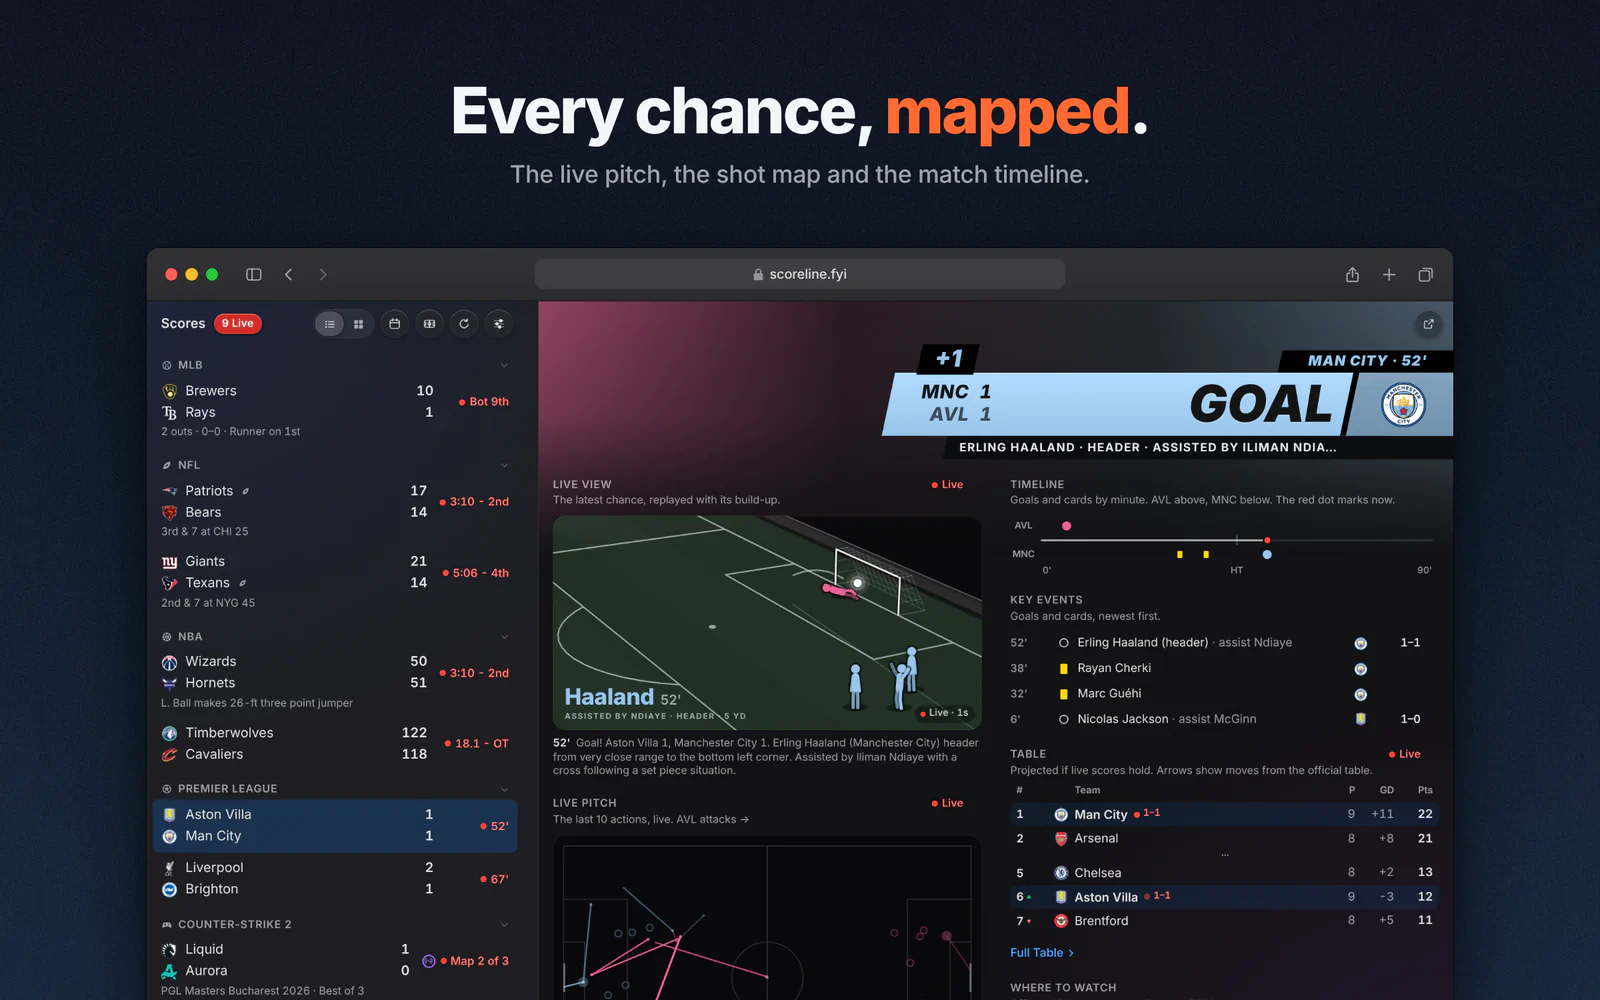 Every chance, mapped.
The live pitch, the shot map and the match timeline.
scoreline.fyi
Scores
9 Live
MLB
Brewers 10
Rays 1
Bot 9th
2 outs · 0–0 · Runner on 1st
NFL
Patriots 17
Bears 14
3:10 - 2nd
3rd & 7 at CHI 25
Giants 21
Texans 14
5:06 - 4th
2nd & 7 at NYG 45
NBA
Wizards 50
Hornets 51
3:10 - 2nd
L. Ball makes 26-ft three point jumper
Timberwolves 122
Cavaliers 118
18.1 - OT
PREMIER LEAGUE
Aston Villa 1
Man City 1
52'
Liverpool 2
Brighton 1
67'
COUNTER-STRIKE 2
Liquid 1
Aurora 0
Map 2 of 3
PGL Masters Bucharest 2026 · Best of 3
+1
MAN CITY · 52'
MNC 1
AVL 1
GOAL
MANCHESTER CITY
ERLING HAALAND · HEADER · ASSISTED BY ILIMAN NDIA...
LIVE VIEW
Live
The latest chance, replayed with its build-up.
Haaland 52'
ASSISTED BY NDIAYE · HEADER · 5 YD
Live · 1s
52' Goal! Aston Villa 1, Manchester City 1. Erling Haaland (Manchester City) header
from very close range to the bottom left corner. Assisted by Iliman Ndiaye with a
cross following a set piece situation.
LIVE PITCH
Live
The last 10 actions, live. AVL attacks →
TIMELINE
Goals and cards by minute. AVL above, MNC below. The red dot marks now.
AVL
MNC
0' HT 90'
KEY EVENTS
Goals and cards, newest first.
52' Erling Haaland (header) · assist Ndiaye 1–1
38' Rayan Cherki
32' Marc Guéhi
6' Nicolas Jackson · assist McGinn 1–0
TABLE
Live
Projected if live scores hold. Arrows show moves from the official table.
# Team P GD Pts
1 Man City 1–1 9 +11 22
2 Arsenal 8 +8 21
...
5 Chelsea 8 +2 13
6 Aston Villa 1–1 9 -3 12
7 Brentford 8 +5 11
Full Table ›
WHERE TO WATCH